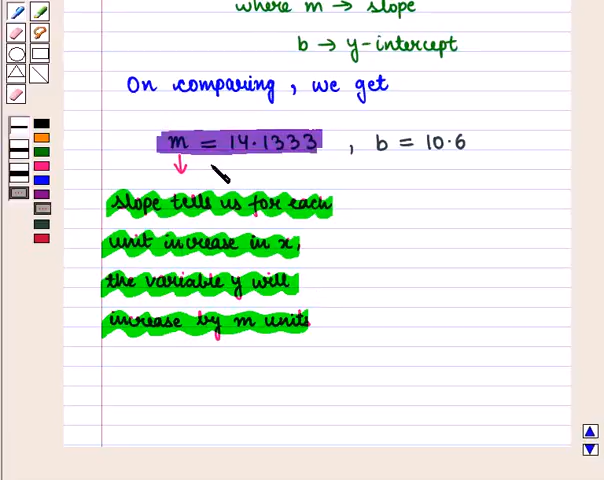 where m → slope
b → y-intercept
On comparing, we get
m = 14.1333 , b = 10.6
slope tells us for each
unit increase in x,
the variable y will
increase by m units